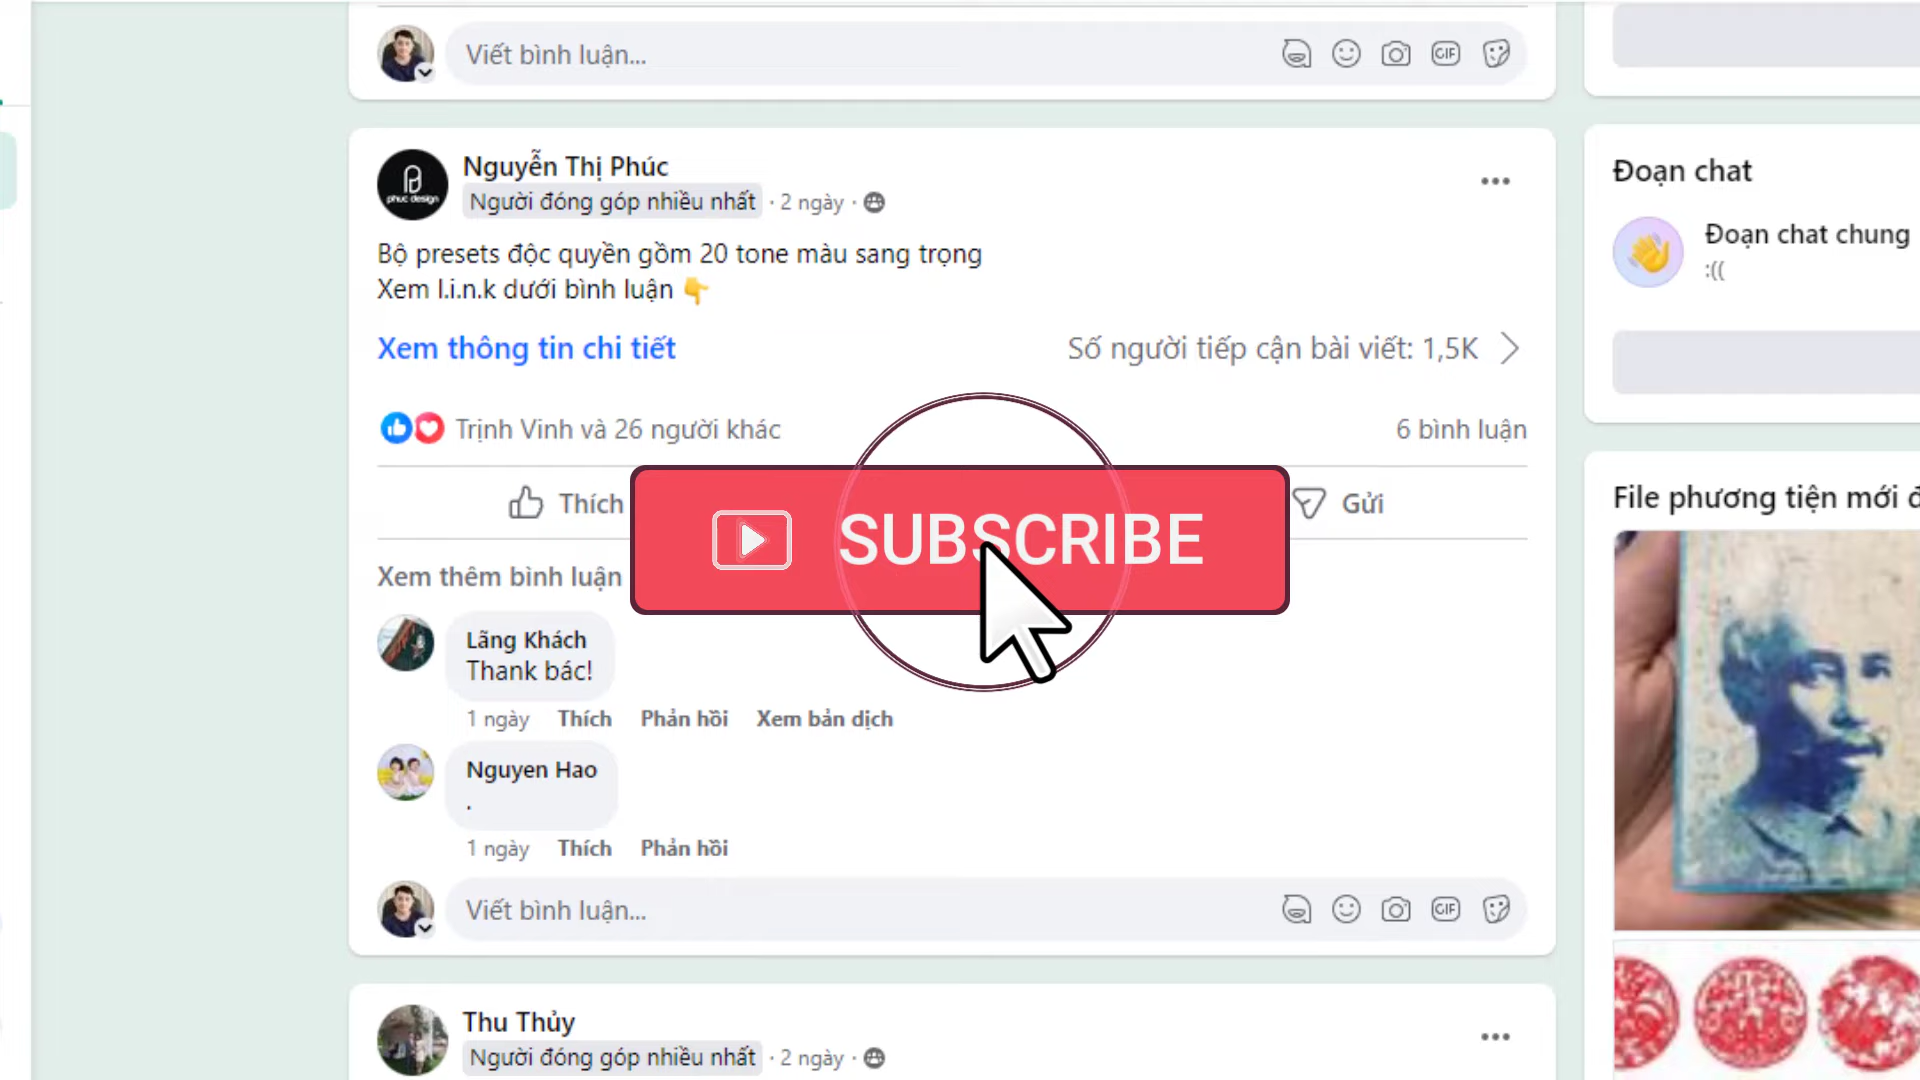 Viết bình luận...
GIF
phuc design
Nguyễn Thị Phúc
Người đóng góp nhiều nhất · 2 ngày ·
Bộ presets độc quyền gồm 20 tone màu sang trọng
Xem l.i.n.k dưới bình luận
Xem thông tin chi tiết
Số người tiếp cận bài viết: 1,5K
Trịnh Vinh và 26 người khác
6 bình luận
Thích
Gửi
SUBSCRIBE
Xem thêm bình luận
Lãng Khách
Thank bác!
1 ngày Thích Phản hồi Xem bản dịch
Nguyen Hao
.
1 ngày Thích Phản hồi
Viết bình luận...
GIF
Thu Thủy
Người đóng góp nhiều nhất · 2 ngày ·
Đoạn chat
Đoạn chat chung
:((
File phương tiện mới